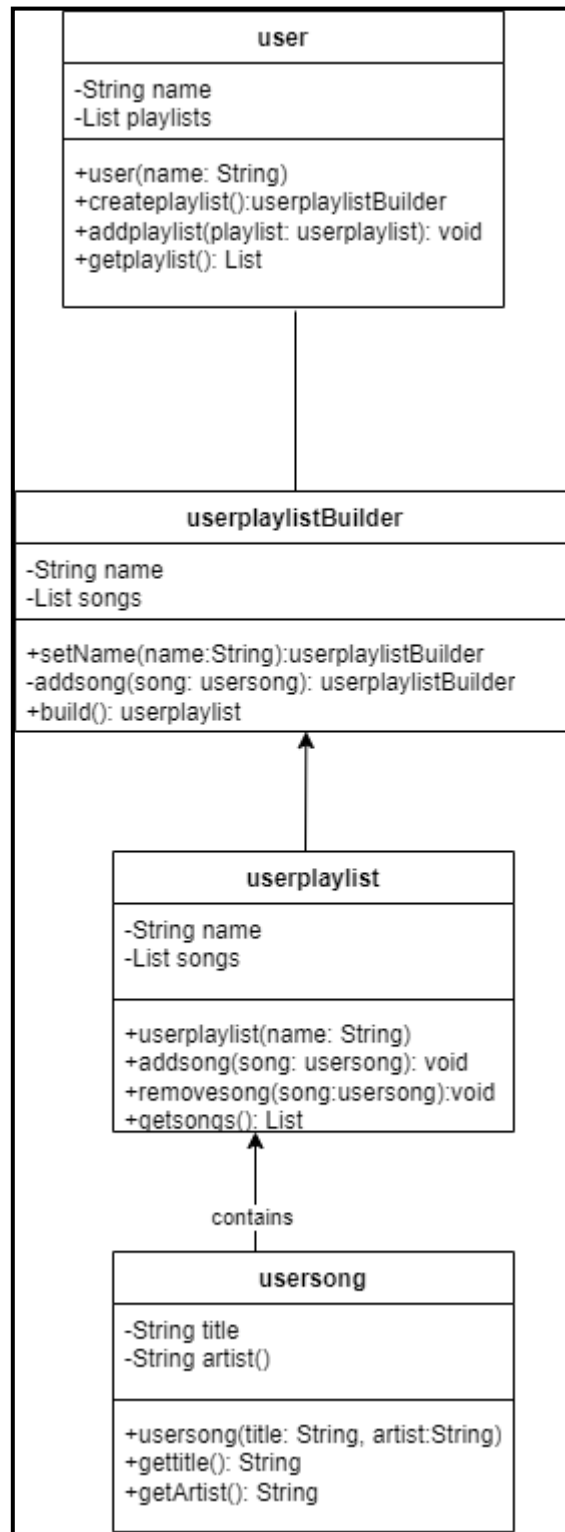 user
-String name
-List playlists
+user(name: String)
+createplaylist():userplaylistBuilder
+addplaylist(playlist: userplaylist): void
+getplaylist(): List
userplaylistBuilder
-String name
-List songs
+setName(name:String):userplaylistBuilder
-addsong(song: usersong): userplaylistBuilder
+build(): userplaylist
userplaylist
-String name
-List songs
+userplaylist(name: String)
+addsong(song: usersong): void
+removesong(song:usersong):void
+getsongs(): List
contains
usersong
-String title
-String artist()
+usersong(title: String, artist:String)
+gettitle(): String
+getArtist(): String